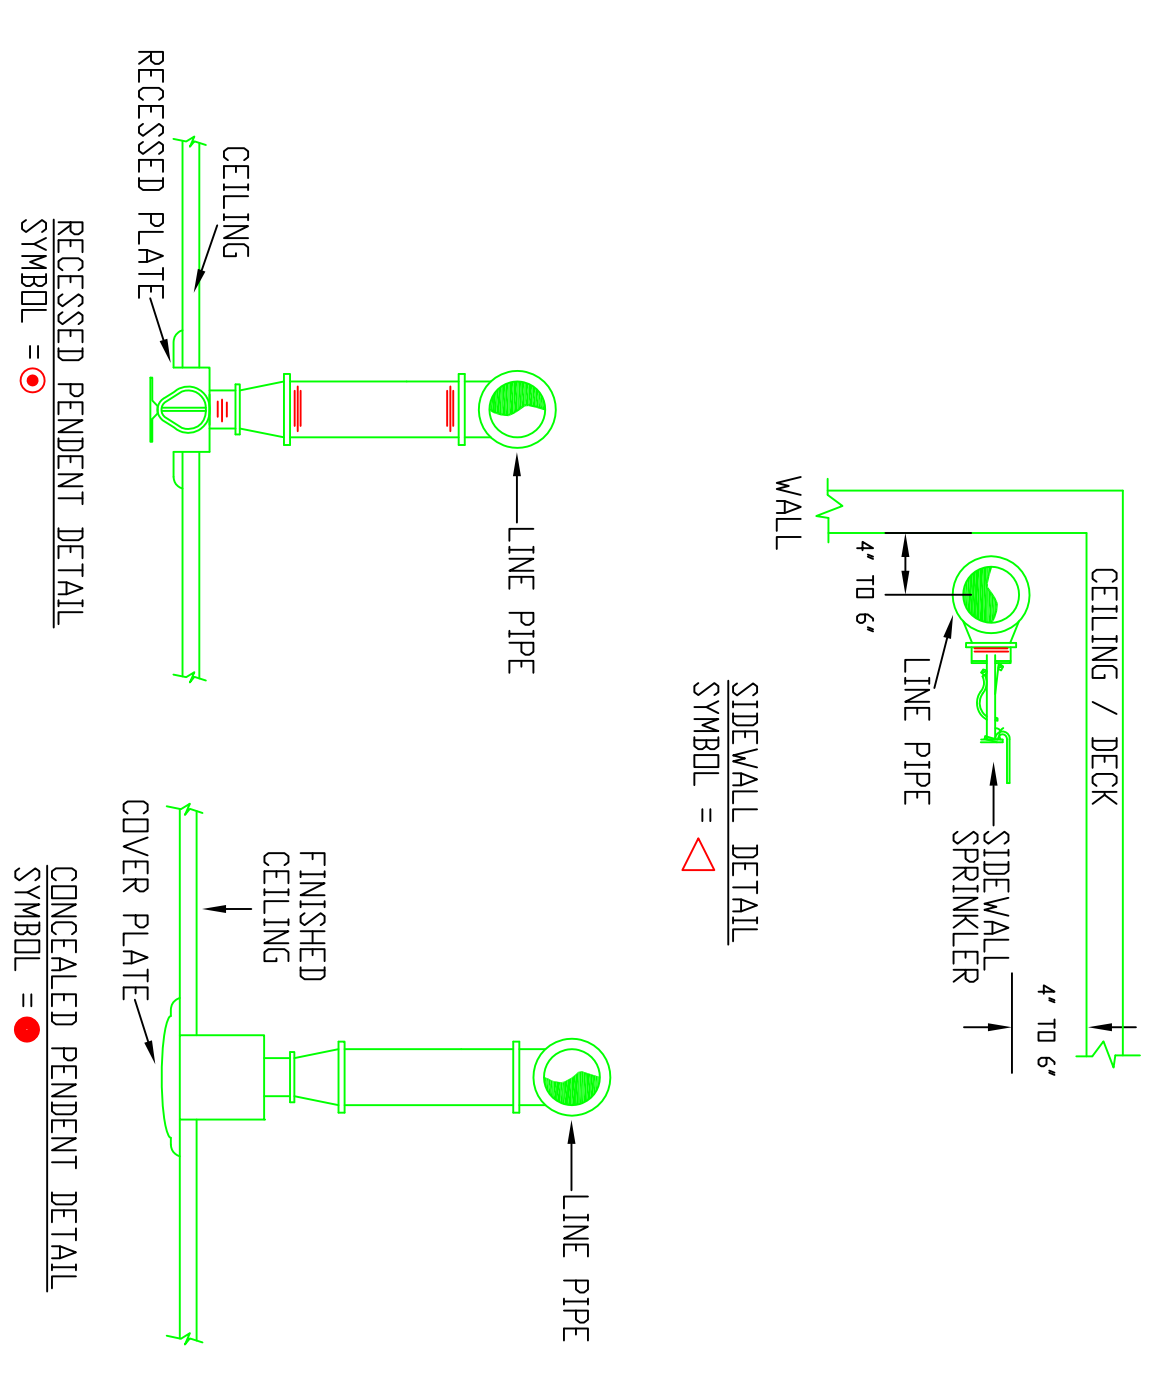 CEILING / DECK
4" TO 6"
SIDEWALL
SPRINKLER
LINE PIPE
4" TO 6"
WALL
SIDEWALL DETAIL
SYMBOL =
LINE PIPE
CEILING
RECESSED PLATE
RECESSED PENDENT DETAIL
SYMBOL =
LINE PIPE
FINISHED
CEILING
COVER PLATE
CONCEALED PENDENT DETAIL
SYMBOL =